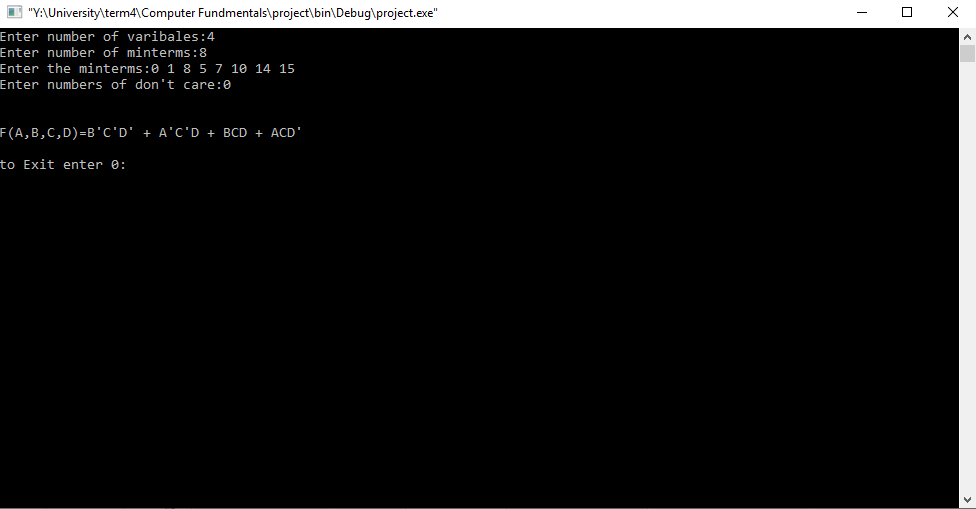 "Y:\University\term4\Computer Fundmentals\project\bin\Debug\project.exe"
Enter number of varibales:4
Enter number of minterms:8
Enter the minterms:0 1 8 5 7 10 14 15
Enter numbers of don't care:0
F(A,B,C,D)=B'C'D' + A'C'D + BCD + ACD'
to Exit enter 0: